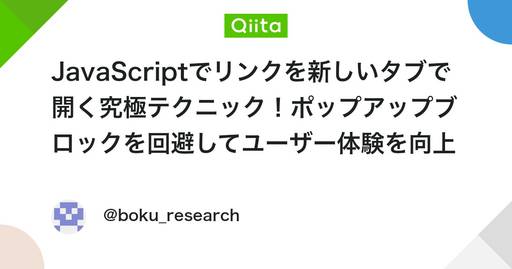 Qiita
JavaScriptでリンクを新しいタブで
開く究極テクニック！ポップアップブ
ロックを回避してユーザー体験を向上
@boku_research